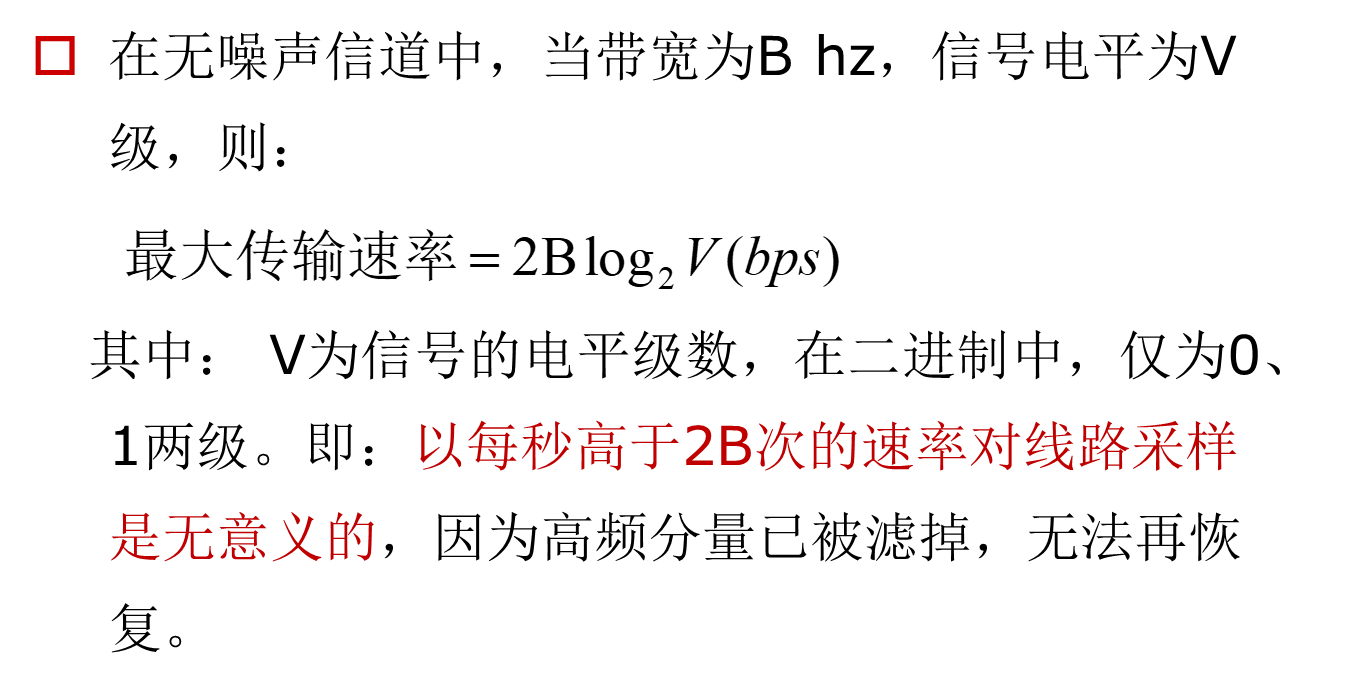 在无噪声信道中，当带宽为B hz，信号电平为V
级，则：
最大传输速率 = 2B log₂ V (bps)
其中： V为信号的电平级数，在二进制中，仅为0、
1两级。即：以每秒高于2B次的速率对线路采样
是无意义的，因为高频分量已被滤掉，无法再恢
复。